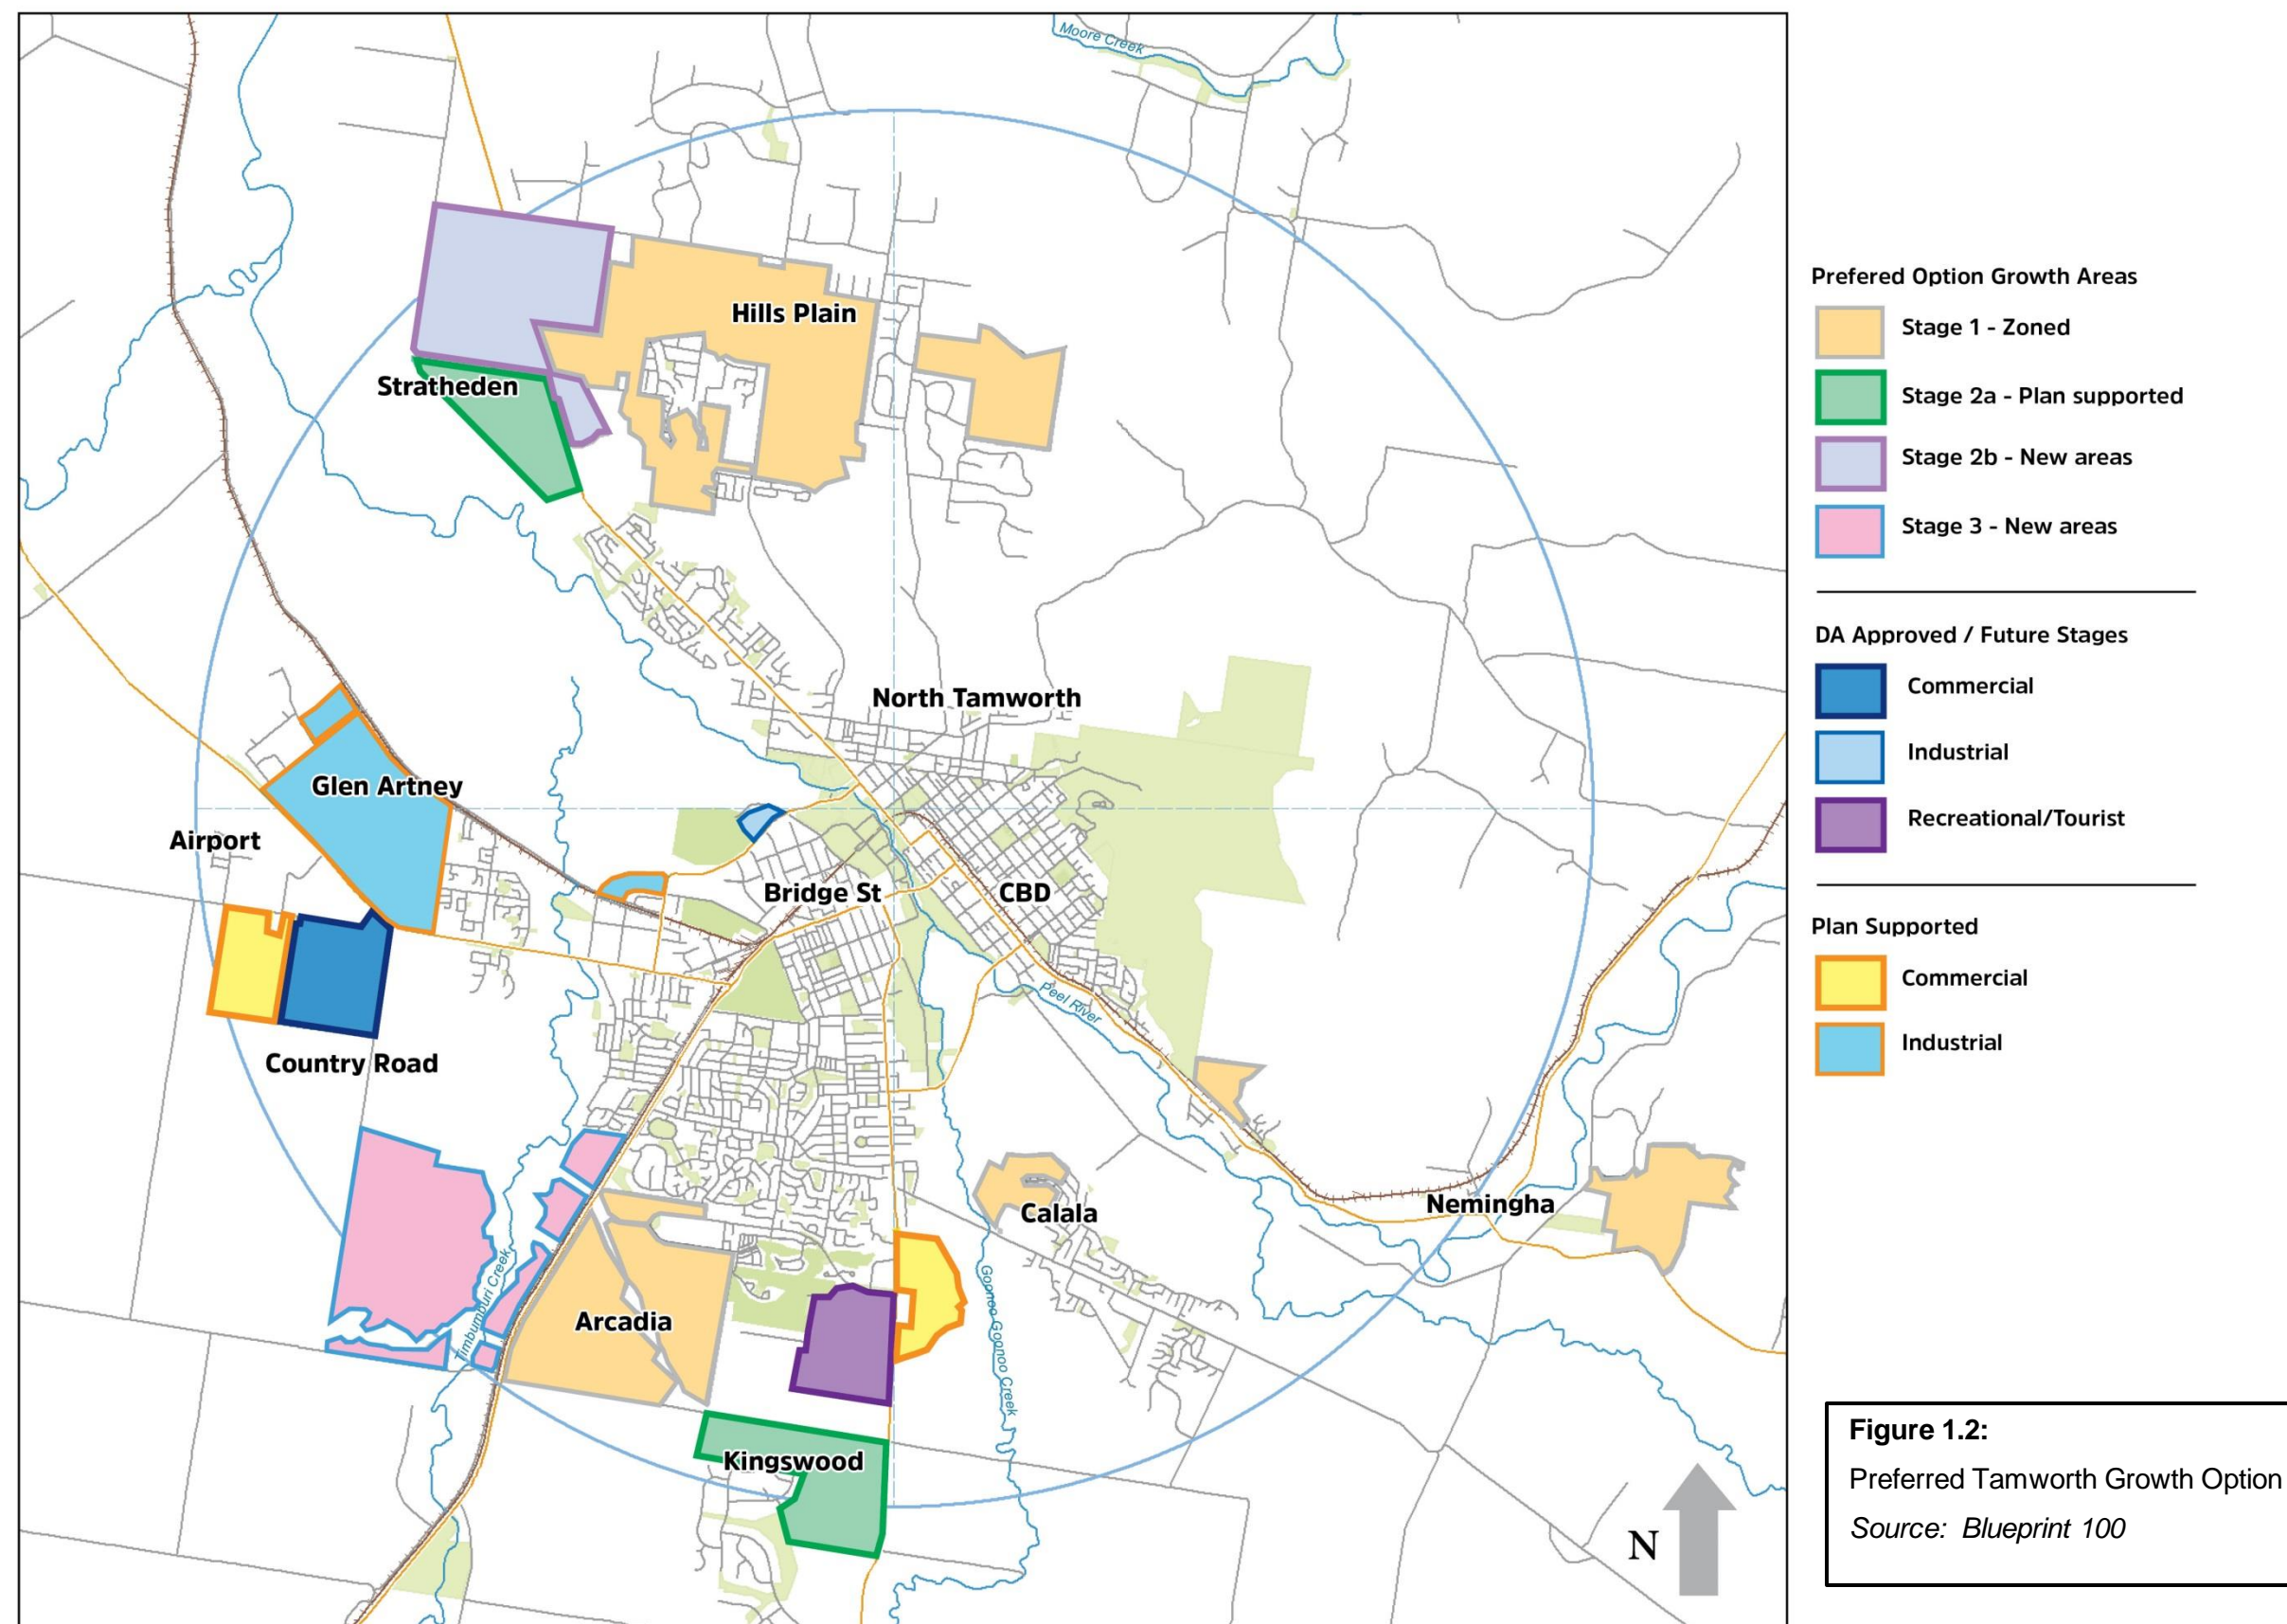 Moore Creek
Hills Plain
Stratheden
North Tamworth
Glen Artney
Airport
Bridge St
CBD
Peel River
Country Road
Calala
Nemingha
Timbumburi Creek
Goonoo Goonoo Creek
Arcadia
Kingswood
N
Prefered Option Growth Areas
Stage 1 - Zoned
Stage 2a - Plan supported
Stage 2b - New areas
Stage 3 - New areas
DA Approved / Future Stages
Commercial
Industrial
Recreational/Tourist
Plan Supported
Commercial
Industrial
Figure 1.2:
Preferred Tamworth Growth Option
Source: Blueprint 100